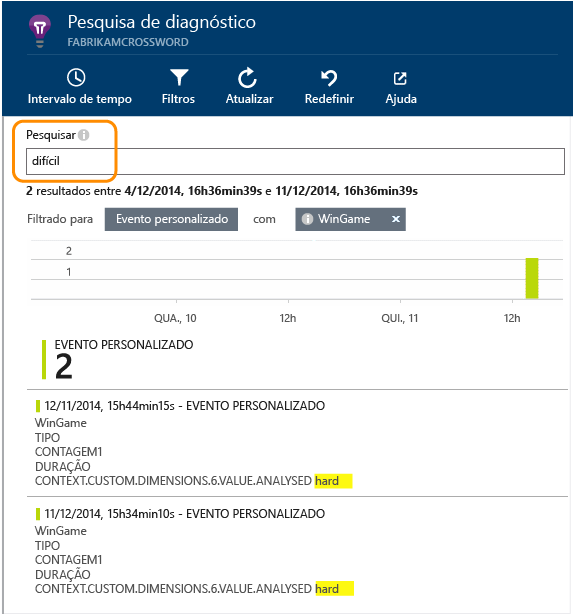 Pesquisa de diagnóstico
FABRIKAMCROSSWORD
Intervalo de tempo Filtros Atualizar Redefinir Ajuda
Pesquisar
difícil
2 resultados entre 4/12/2014, 16h36min39s e 11/12/2014, 16h36min39s
Filtrado para Evento personalizado com WinGame ×
2
1
QUA., 10 12h QUI., 11 12h
EVENTO PERSONALIZADO
2
12/11/2014, 15h44min15s - EVENTO PERSONALIZADO
WinGame
TIPO
CONTAGEM1
DURAÇÃO
CONTEXT.CUSTOM.DIMENSIONS.6.VALUE.ANALYSED hard
11/12/2014, 15h34min10s - EVENTO PERSONALIZADO
WinGame
TIPO
CONTAGEM1
DURAÇÃO
CONTEXT.CUSTOM.DIMENSIONS.6.VALUE.ANALYSED hard